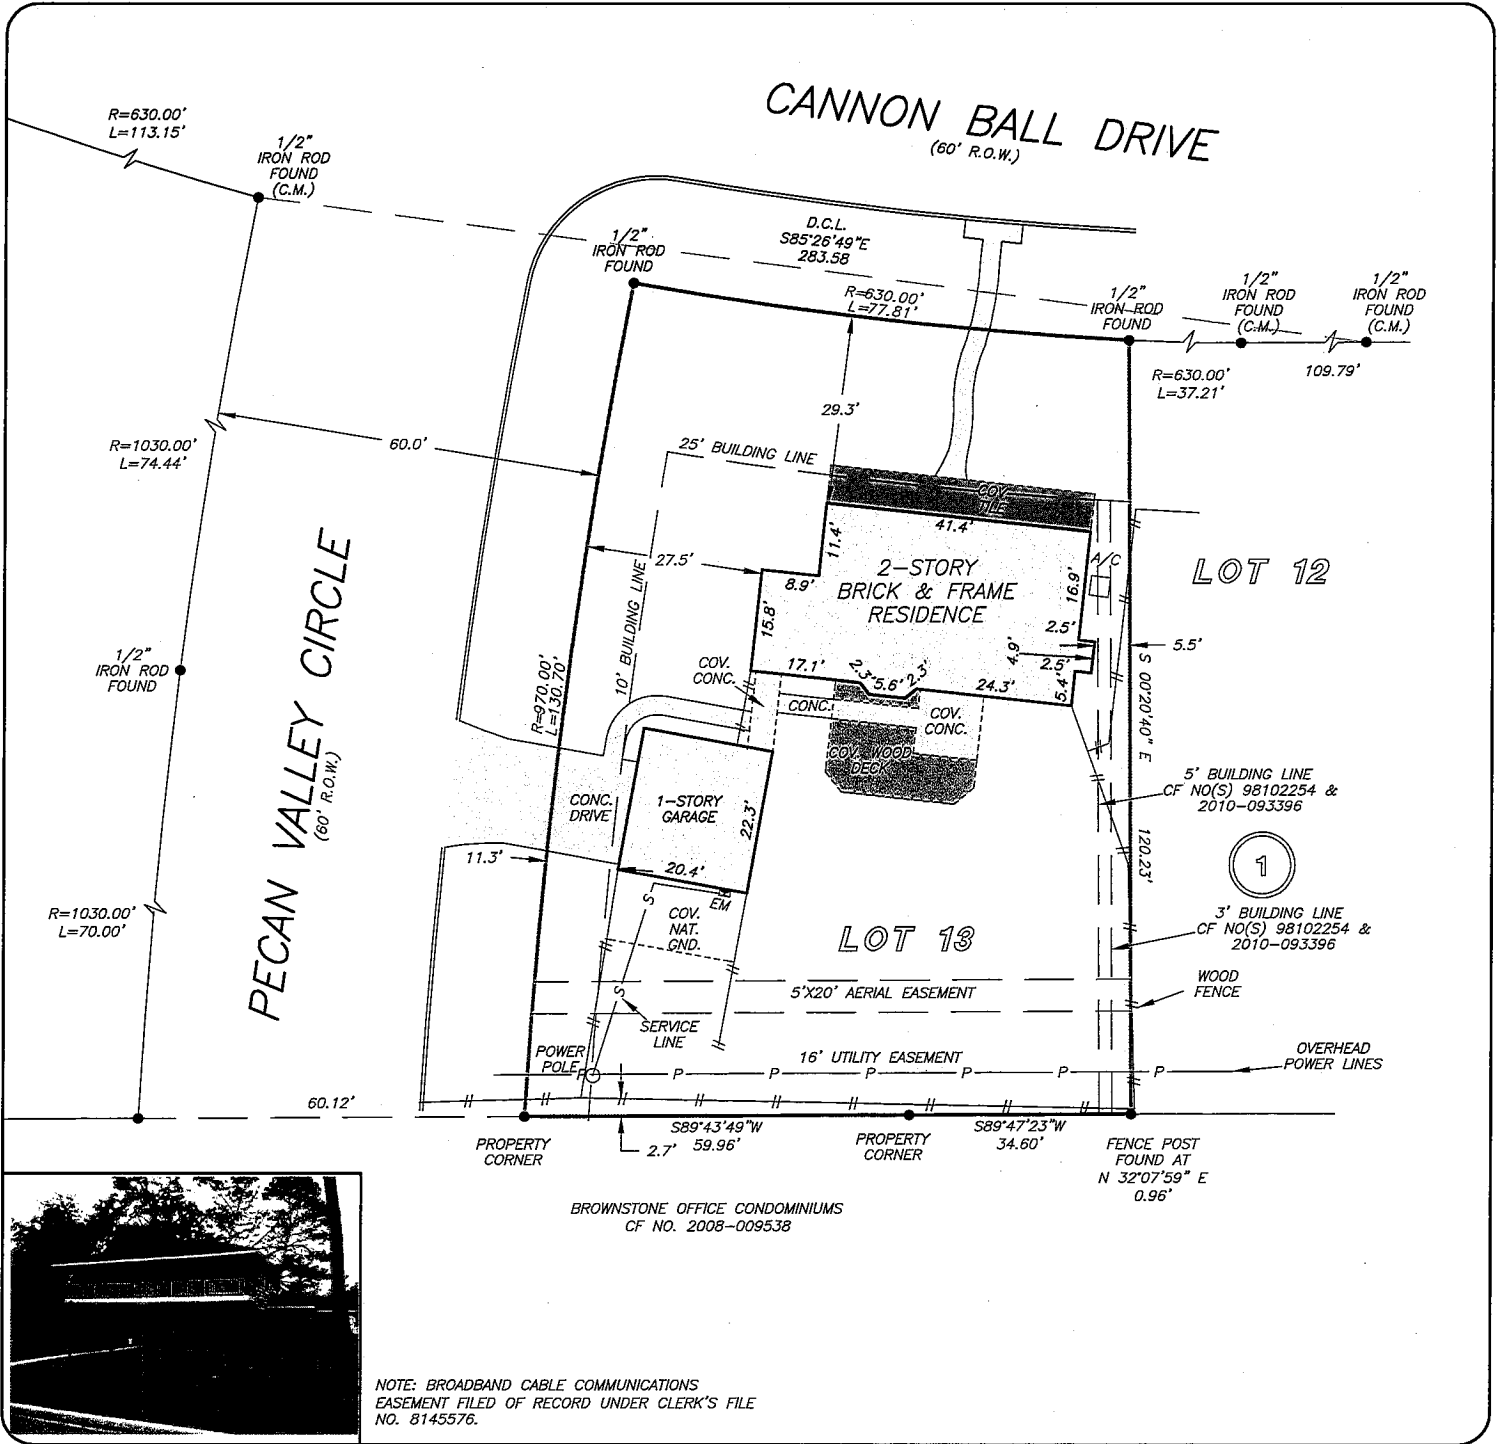 CANNON BALL DRIVE
(60' R.O.W.)
R=630.00'
L=113.15'
1/2"
IRON ROD
FOUND
(C.M.)
1/2"
IRON ROD
FOUND
D.C.L.
S85°26'49"E
283.58
R=630.00'
L=77.81'
1/2"
IRON ROD
FOUND
1/2"
IRON ROD
FOUND
(C.M.)
1/2"
IRON ROD
FOUND
(C.M.)
R=630.00'
L=37.21'
109.79'
29.3'
60.0'
R=1030.00'
L=74.44'
25' BUILDING LINE
COV.
TILE
41.4'
11.4'
27.5'
8.9'
15.8'
2-STORY
BRICK & FRAME
RESIDENCE
A/C
16.9'
2.5'
4.9'
2.5'
5.4'
5.5'
LOT 12
S 00°20'40" E
120.23'
10' BUILDING LINE
PECAN VALLEY CIRCLE
(60' R.O.W.)
1/2"
IRON ROD
FOUND
R=970.00'
L=130.70'
COV.
CONC.
17.1'
2.3'
5.6'
2.3'
24.3'
CONC.
COV.
CONC.
COV. WOOD
DECK
CONC.
DRIVE
1-STORY
GARAGE
22.3'
20.4'
11.3'
5' BUILDING LINE
CF NO(S) 98102254 &
2010-093396
1
3' BUILDING LINE
CF NO(S) 98102254 &
2010-093396
R=1030.00'
L=70.00'
S
EM
COV.
NAT.
GND.
LOT 13
5'X20' AERIAL EASEMENT
WOOD
FENCE
S
SERVICE
LINE
POWER
POLE
16' UTILITY EASEMENT
P P P P P P P
OVERHEAD
POWER LINES
60.12'
PROPERTY
CORNER
2.7'
S89°43'49"W
59.96'
PROPERTY
CORNER
S89°47'23"W
34.60'
FENCE POST
FOUND AT
N 32°07'59" E
0.96'
BROWNSTONE OFFICE CONDOMINIUMS
CF NO. 2008-009538
NOTE: BROADBAND CABLE COMMUNICATIONS
EASEMENT FILED OF RECORD UNDER CLERK'S FILE
NO. 8145576.